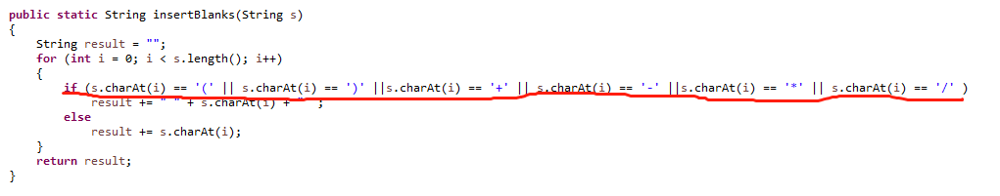 public static String insertBlanks(String s)
{
    String result = "";
    for (int i = 0; i < s.length(); i++)
    {
        if (s.charAt(i) == '(' || s.charAt(i) == ')' ||s.charAt(i) == '+' || s.charAt(i) == '-' ||s.charAt(i) == '*' || s.charAt(i) == '/' )
            result += " " + s.charAt(i) + " ";
        else
            result += s.charAt(i);
    }
    return result;
}